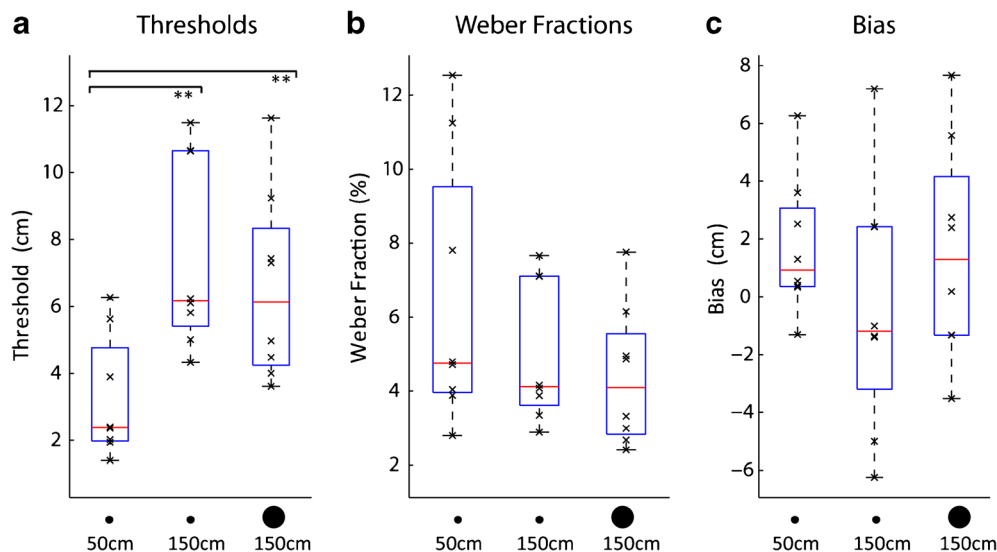 a Thresholds
Threshold (cm)
12
10
8
6
4
2
**
**
50cm 150cm 150cm
b Weber Fractions
Weber Fraction (%)
12
10
8
6
4
2
50cm 150cm 150cm
c Bias
Bias (cm)
8
6
4
2
0
−2
−4
−6
50cm 150cm 150cm